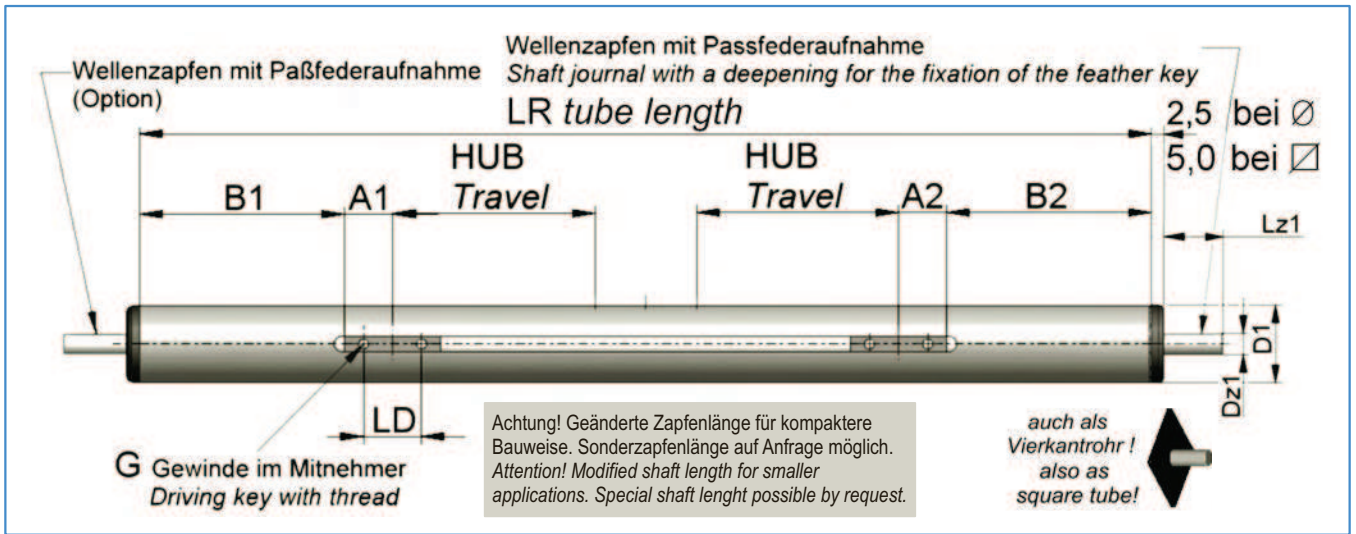 Wellenzapfen mit Paßfederaufnahme
(Option)
Wellenzapfen mit Passfederaufnahme
Shaft journal with a deepening for the fixation of the feather key
LR tube length
2,5 bei ∅
5,0 bei ⍁
HUB
Travel
HUB
Travel
B1
A1
A2
B2
Lz1
D1
Dz1
LD
G Gewinde im Mitnehmer
Driving key with thread
Achtung! Geänderte Zapfenlänge für kompaktere
Bauweise. Sonderzapfenlänge auf Anfrage möglich.
Attention! Modified shaft length for smaller
applications. Special shaft lenght possible by request.
auch als
Vierkantrohr !
also as
square tube!